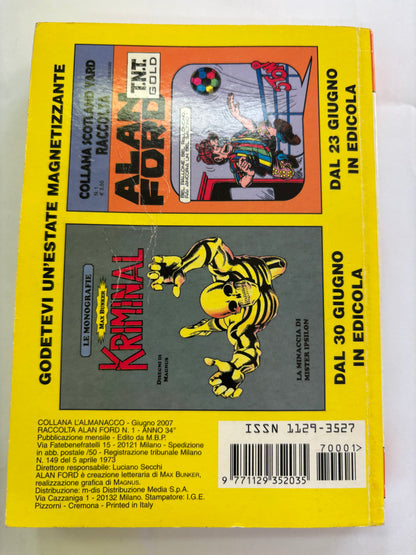 GODETEVI UN'ESTATE MAGNETIZZANTE
COLLANA SCOTLAND YARD
RACCOLTA
N. 1
ALAN
FORD
T.N.T.
GOLD
DAL 23 GIUGNO
IN EDICOLA
LE MONOGRAFIE
MAX BUNKER
KRIMINAL
DISEGNI DI
MAGNUS
LA MINACCIA DI
MISTER IPSILON
DAL 30 GIUGNO
IN EDICOLA
COLLANA L'ALMANACCO - Giugno 2007
RACCOLTA ALAN FORD N. 1 - ANNO 34°
Pubblicazione mensile - Edito da M.B.P.
Via Fatebenefratelli 15 - 20121 Milano - Spedizione
in abb. postale /50 - Registrazione tribunale Milano
N. 149 del 5 aprile 1973
Direttore responsabile: Luciano Secchi
ALAN FORD è creazione letteraria di MAX BUNKER,
realizzazione grafica di MAGNUS.
Distribuzione: m-dis Distribuzione Media S.p.A.
Via Cazzaniga 1 - 20132 Milano. Stampatore: I.G.E.
Pizzorni - Cremona - Printed in Italy
ISSN 1129-3527
70001>
9 771129 352035